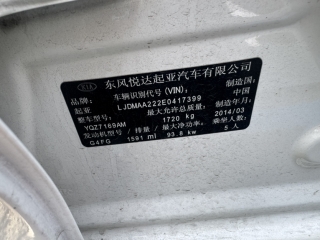 KIA 东风悦达起亚汽车有限公司 制造国:
起亚 车辆识别代号(VIN): 中国
LJDMAA222E0417399 制造年月:
整车型号: 最大允许总质量: 2014/03
YQZ7169AM 1720 kg 乘坐人数:
发动机型号 / 排量 / 最大净功率: 5 人
G4FG 1591 ml 93.8 kw